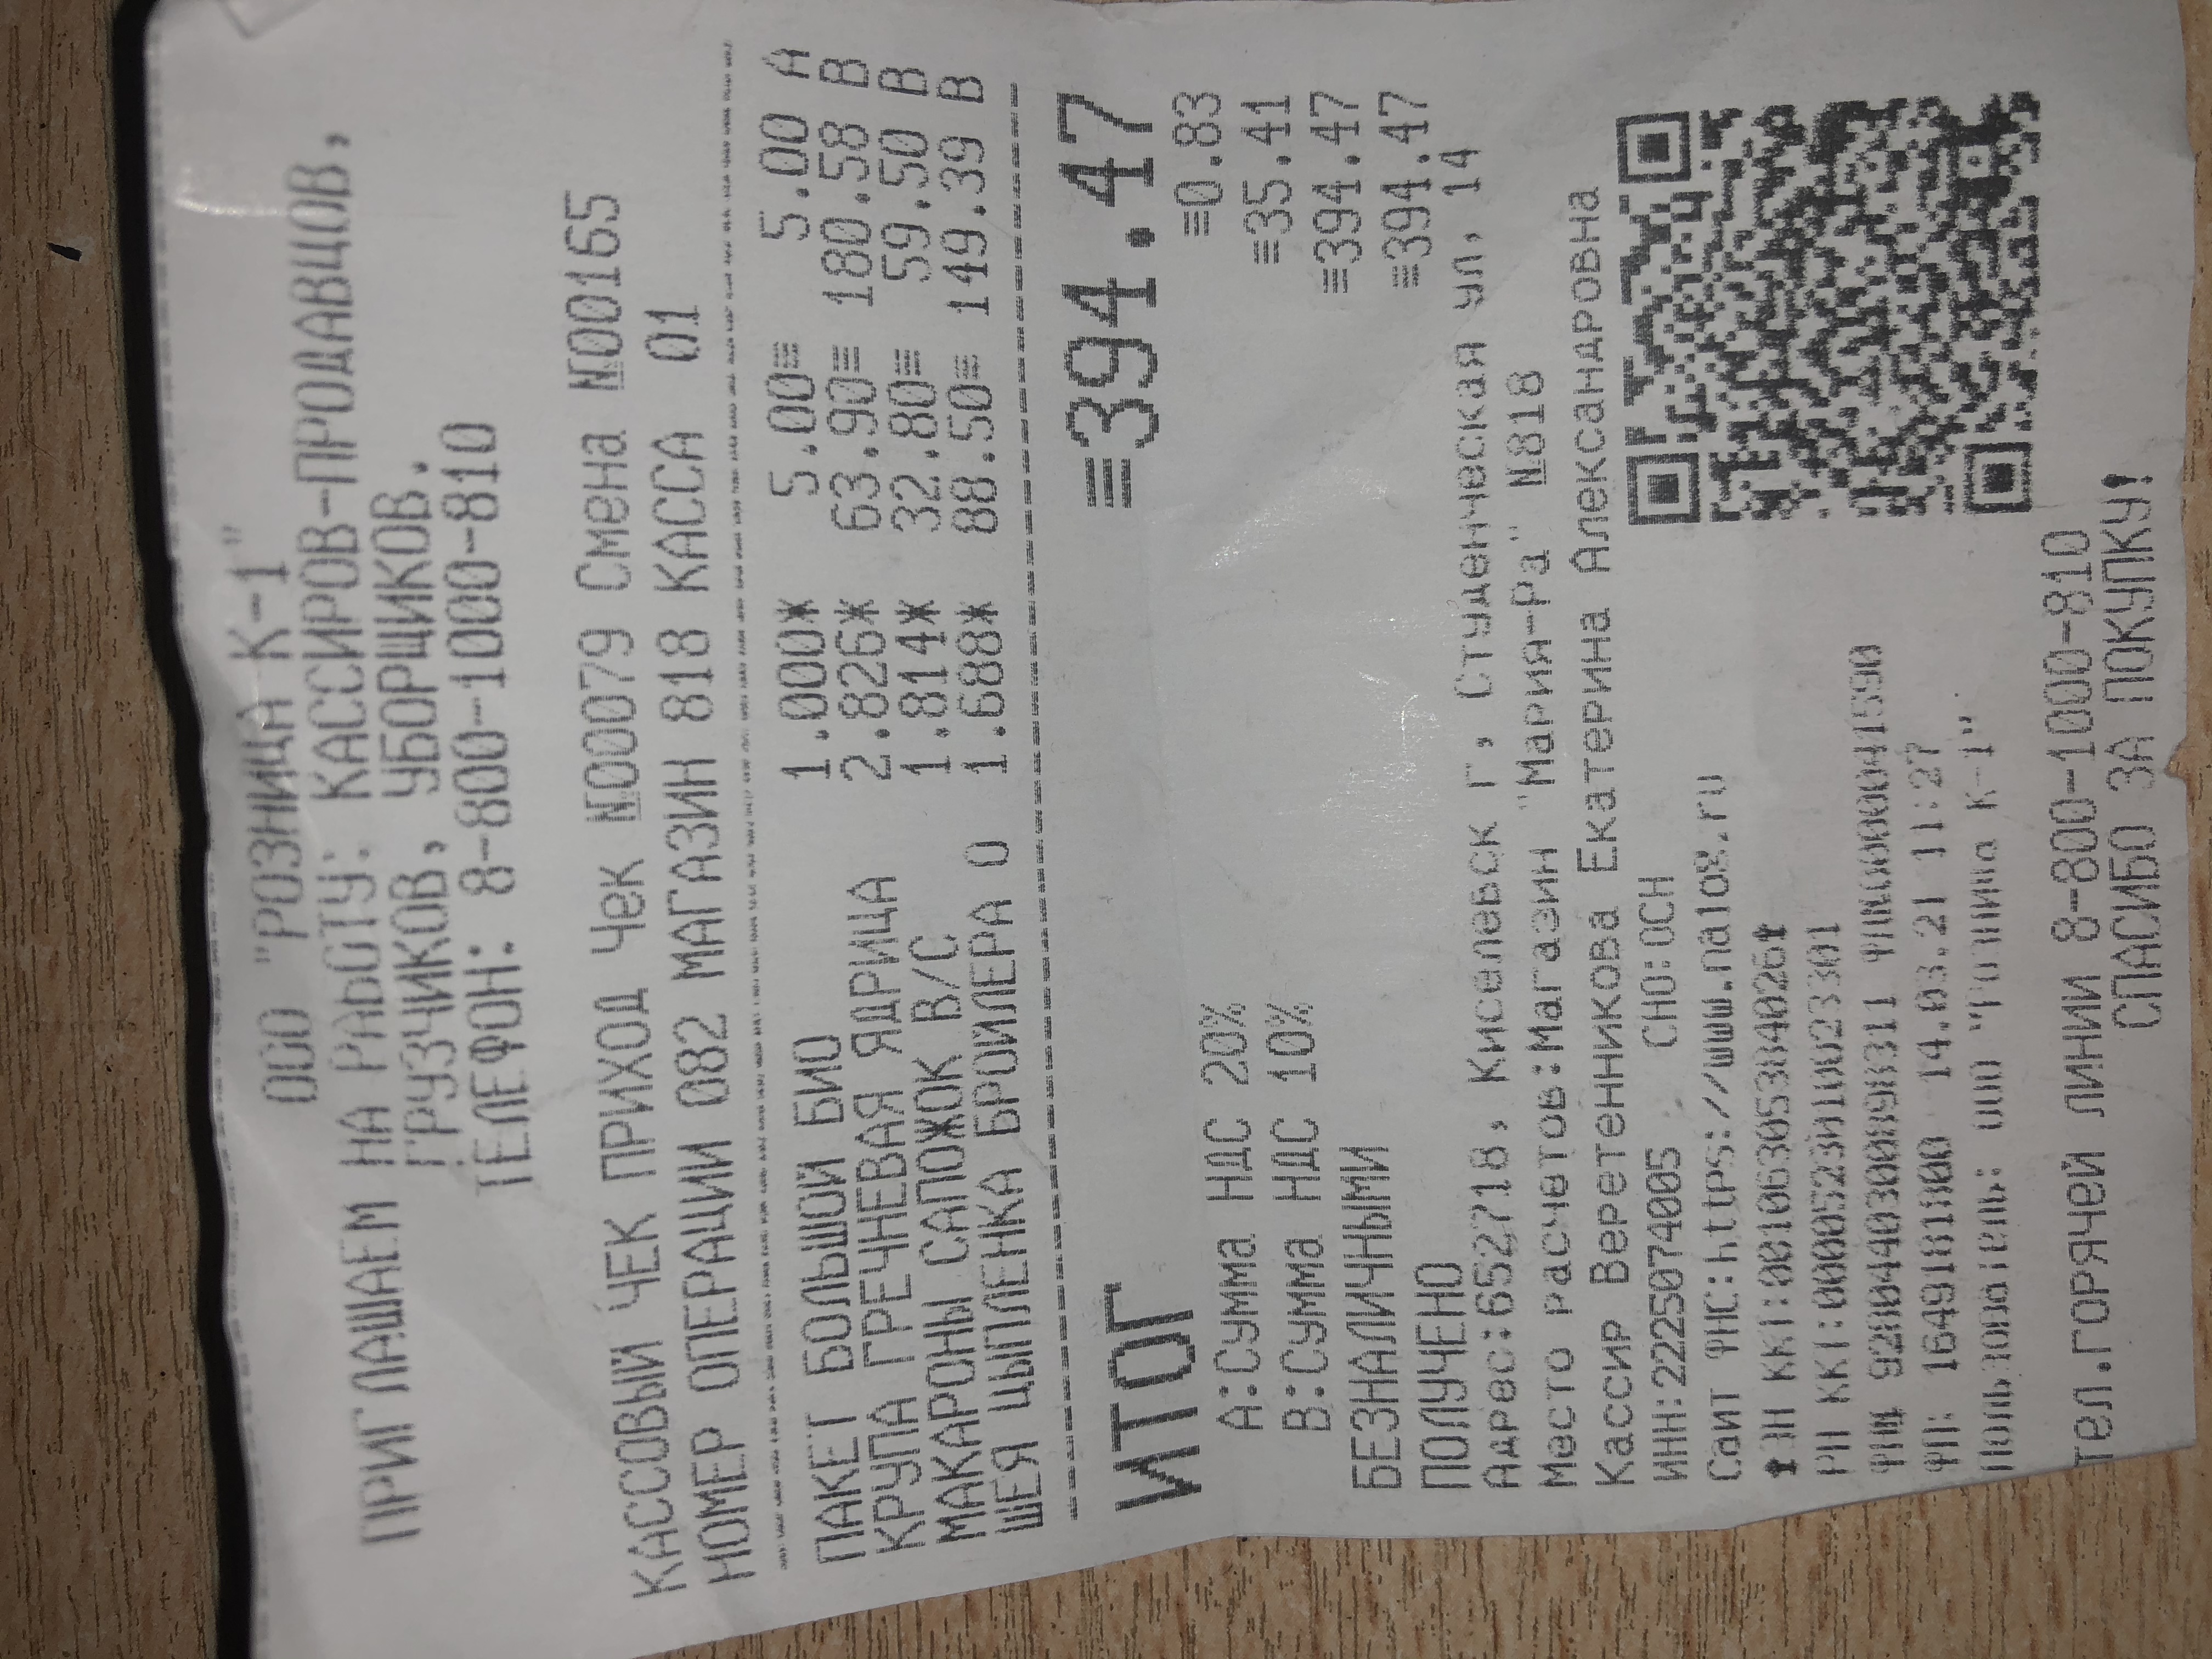 ООО "РОЗНИЦА К-1"
ПРИГЛАШАЕМ НА РАБОТУ: КАССИРОВ-ПРОДАВЦОВ,
ГРУЗЧИКОВ, УБОРЩИКОВ.
ТЕЛЕФОН: 8-800-1000-810
КАССОВЫЙ ЧЕК ПРИХОД Чек №00079 Смена №00165
НОМЕР ОПЕРАЦИИ 082 МАГАЗИН 818 КАССА 01
ПАКЕТ БОЛЬШОЙ БИО 1.000* 5.00= 5.00 А
КРУПА ГРЕЧНЕВАЯ ЯДРИЦА 2.826* 63.90= 180.58 В
МАКАРОНЫ САПОЖОК В/С 1.814* 32.80= 59.50 В
ШЕЯ ЦЫПЛЕНКА БРОЙЛЕРА О 1.688* 88.50= 149.39 В
ИТОГ =394.47
А:Сумма НДС 20% =0.83
В:Сумма НДС 10% =35.41
БЕЗНАЛИЧНЫМИ =394.47
ПОЛУЧЕНО =394.47
Адрес:652718, Киселевск г, Студенческая ул, 14
Место расчетов:Магазин "Мария-Ра" №818
Кассир Веретенникова Екатерина Александровна
ИНН:2225074005 СНО:ОСН
Сайт ФНС:https://www.nalog.ru
РН ККТ:0000523011002330
ФП: 1649181800 14.03.21 11:27
Пользователь: ООО "Розница К-1"
тел.ГОРЯЧЕЙ ЛИНИИ 8-800-1000-810
СПАСИБО ЗА ПОКУПКУ!